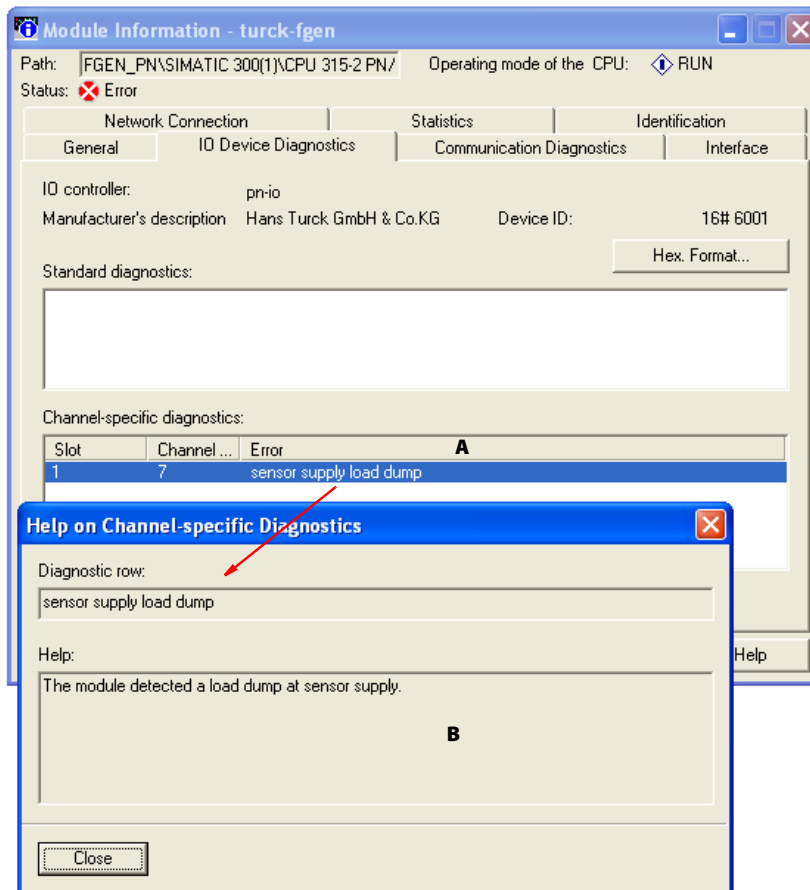 Module Information - turck-fgen
Path: FGEN_PN\SIMATIC 300(1)\CPU 315-2 PN/ Operating mode of the CPU: RUN
Status: Error
Network Connection Statistics Identification
General IO Device Diagnostics Communication Diagnostics Interface
IO controller: pn-io
Manufacturer's description Hans Turck GmbH & Co.KG Device ID: 16# 6001
Hex. Format...
Standard diagnostics:
Channel-specific diagnostics:
Slot Channel ... Error A
1 7 sensor supply load dump
Help on Channel-specific Diagnostics
Diagnostic row:
sensor supply load dump
Help:
Help
The module detected a load dump at sensor supply.
B
Close